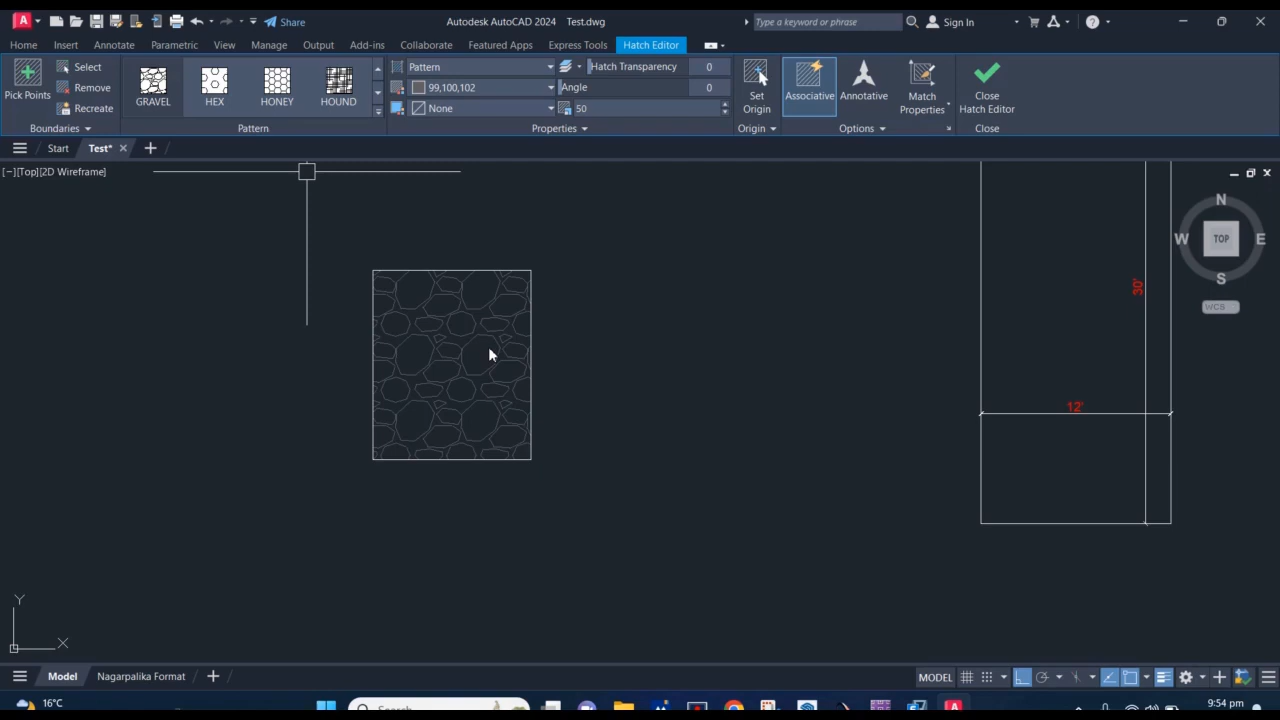 A Share Autodesk AutoCAD 2024 Test.dwg Type a keyword or phrase Sign In
Home Insert Annotate Parametric View Manage Output Add-ins Collaborate Featured Apps Express Tools Hatch Editor
Pick Points Select Remove Recreate
GRAVEL HEX HONEY HOUND
Pattern Hatch Transparency 0
99,100,102 Angle 0
None 50
Set Origin
Associative Annotative Match Properties
Close Hatch Editor
Boundaries Pattern Properties Origin Options Close
Start Test*
[−][Top][2D Wireframe]
N
W TOP E
S
WCS
30'
12'
Y
X
Model Nagarpalika Format MODEL
16°C Search 9:54 pm